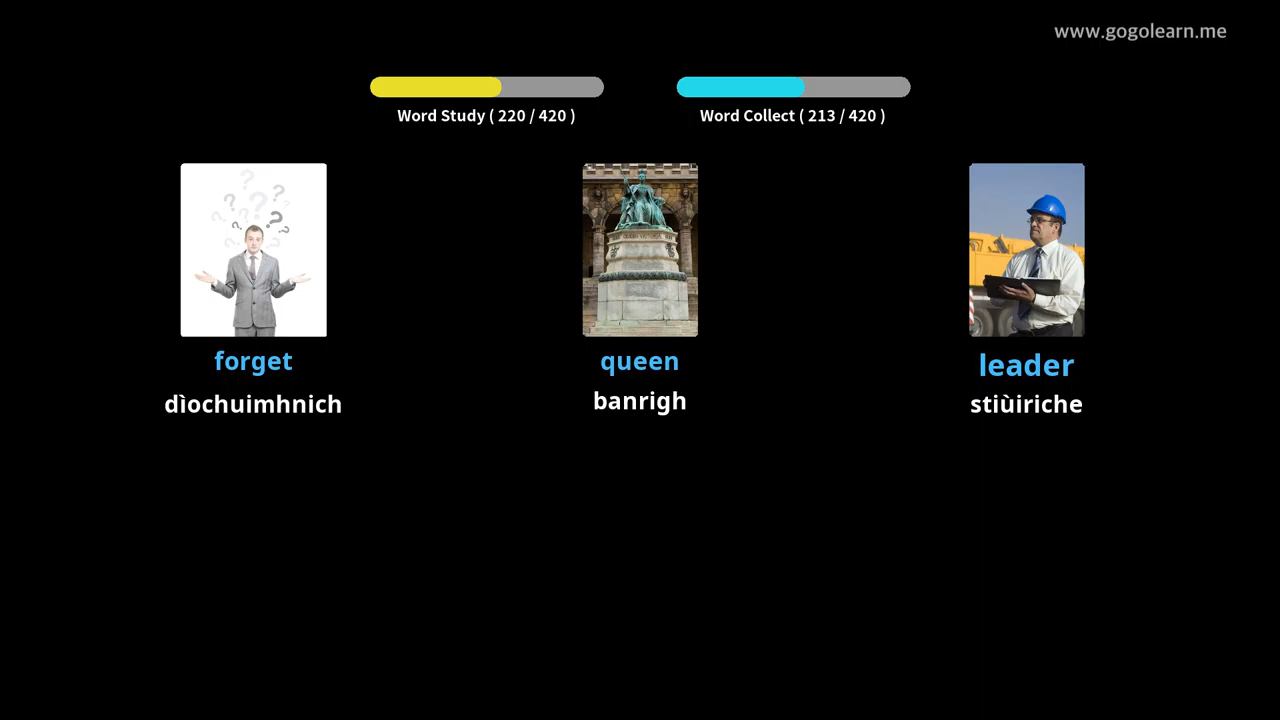 www.gogolearn.me
Word Study ( 220 / 420 )
Word Collect ( 213 / 420 )
forget
queen
leader
dìochuimhnich
banrigh
stiùiriche